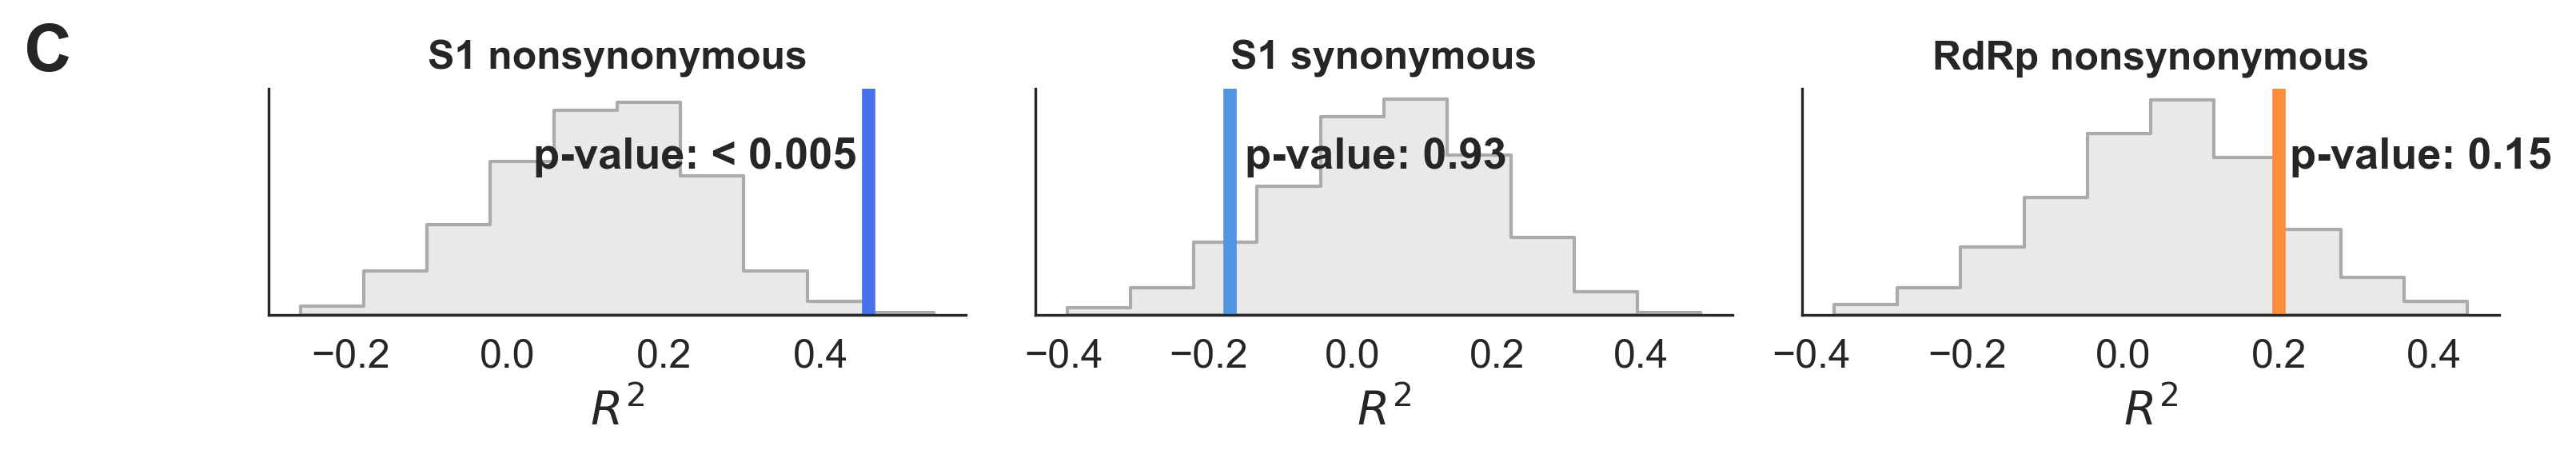 C
S1 nonsynonymous
S1 synonymous
RdRp nonsynonymous
p-value: < 0.005
p-value: 0.93
p-value: 0.15
−0.2 0.0 0.2 0.4
−0.4 −0.2 0.0 0.2 0.4
−0.4 −0.2 0.0 0.2 0.4
R²
R²
R²